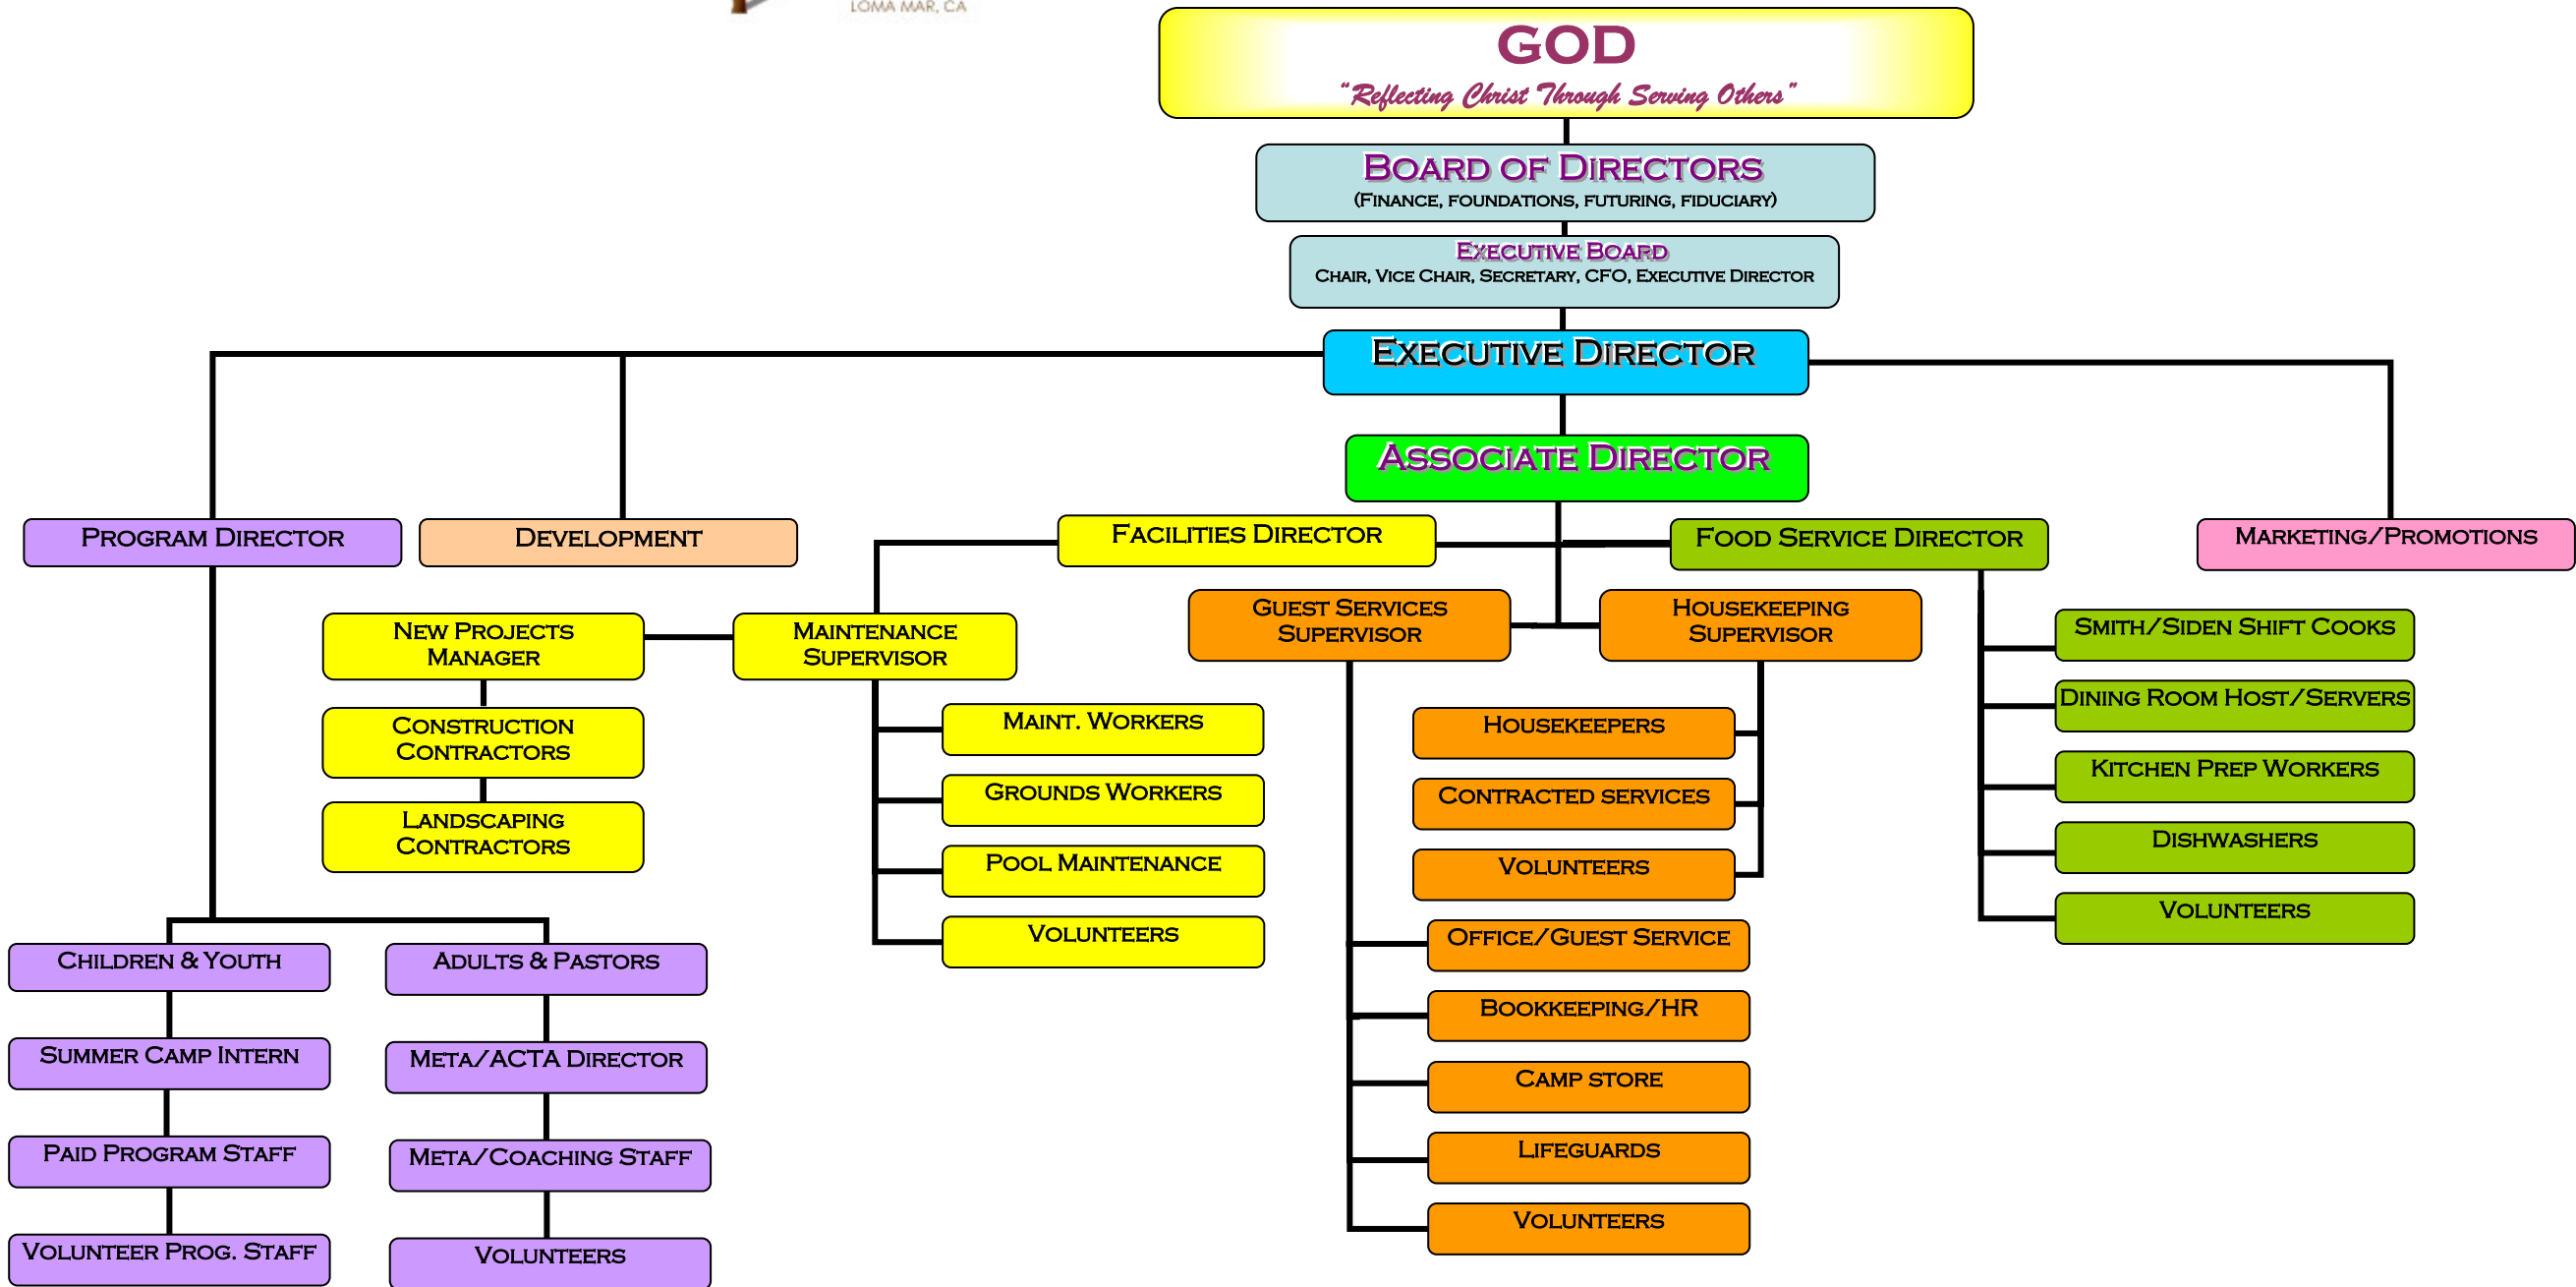 LOMA MAR, CA
GOD
“Reflecting Christ Through Serving Others”
BOARD OF DIRECTORS
(FINANCE, FOUNDATIONS, FUTURING, FIDUCIARY)
EXECUTIVE BOARD
CHAIR, VICE CHAIR, SECRETARY, CFO, EXECUTIVE DIRECTOR
EXECUTIVE DIRECTOR
ASSOCIATE DIRECTOR
PROGRAM DIRECTOR
DEVELOPMENT
FACILITIES DIRECTOR
FOOD SERVICE DIRECTOR
MARKETING/PROMOTIONS
NEW PROJECTS
MANAGER
MAINTENANCE
SUPERVISOR
GUEST SERVICES
SUPERVISOR
HOUSEKEEPING
SUPERVISOR
SMITH/SIDEN SHIFT COOKS
DINING ROOM HOST/SERVERS
KITCHEN PREP WORKERS
DISHWASHERS
VOLUNTEERS
CONSTRUCTION
CONTRACTORS
LANDSCAPING
CONTRACTORS
MAINT. WORKERS
GROUNDS WORKERS
POOL MAINTENANCE
VOLUNTEERS
HOUSEKEEPERS
CONTRACTED SERVICES
VOLUNTEERS
OFFICE/GUEST SERVICE
BOOKKEEPING/HR
CAMP STORE
LIFEGUARDS
VOLUNTEERS
CHILDREN & YOUTH
SUMMER CAMP INTERN
PAID PROGRAM STAFF
VOLUNTEER PROG. STAFF
ADULTS & PASTORS
META/ACTA DIRECTOR
META/COACHING STAFF
VOLUNTEERS